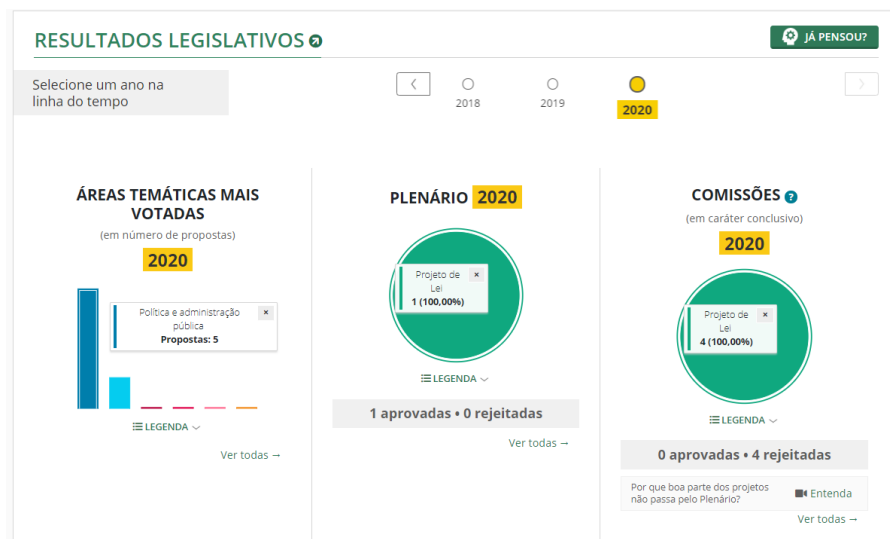 RESULTADOS LEGISLATIVOS
JÁ PENSOU?
Selecione um ano na
linha do tempo
2018
2019
2020
ÁREAS TEMÁTICAS MAIS
VOTADAS
(em número de propostas)
2020
Política e administração
pública
Propostas: 5
×
LEGENDA
Ver todas →
PLENÁRIO 2020
Projeto de
Lei
1 (100,00%)
×
LEGENDA
1 aprovadas • 0 rejeitadas
Ver todas →
COMISSÕES ?
(em caráter conclusivo)
2020
Projeto de
Lei
4 (100,00%)
×
LEGENDA
0 aprovadas • 4 rejeitadas
Por que boa parte dos projetos
não passa pelo Plenário?
Entenda
Ver todas →